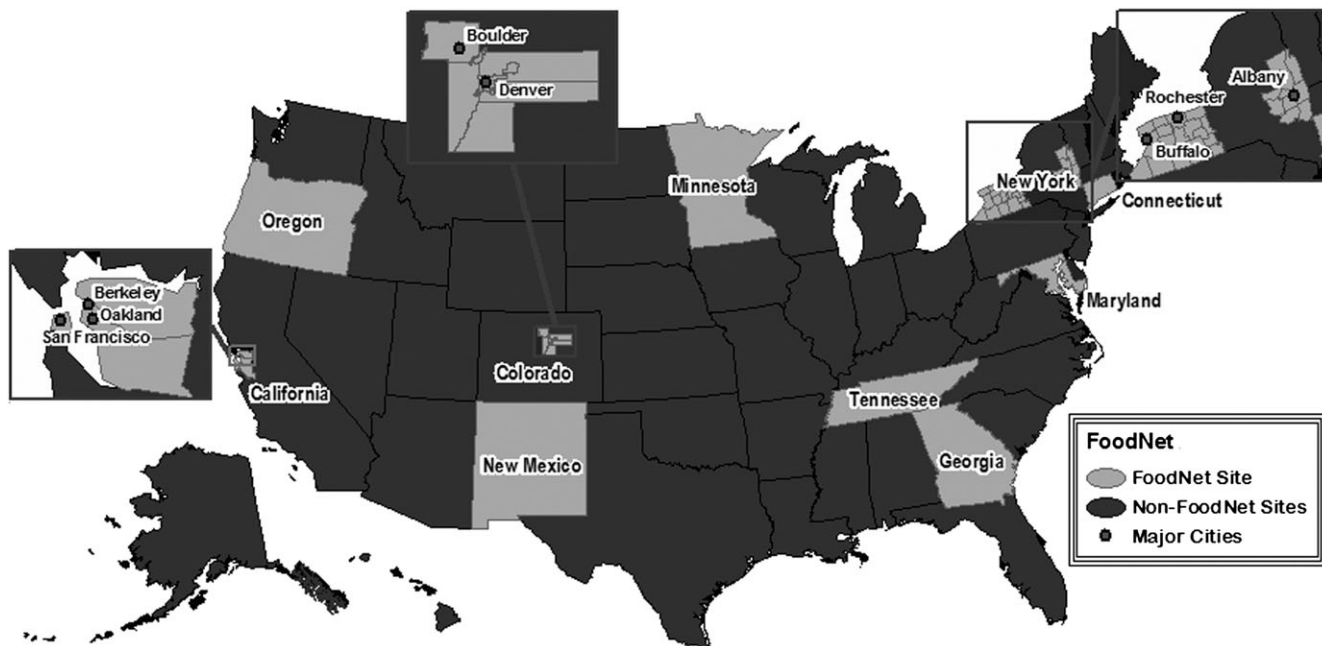 Boulder
Denver
Albany
Rochester
Buffalo
New York
Connecticut
Minnesota
Oregon
Berkeley
Oakland
San Francisco
Maryland
California
Colorado
Tennessee
New Mexico
Georgia
FoodNet
FoodNet Site
Non-FoodNet Sites
Major Cities